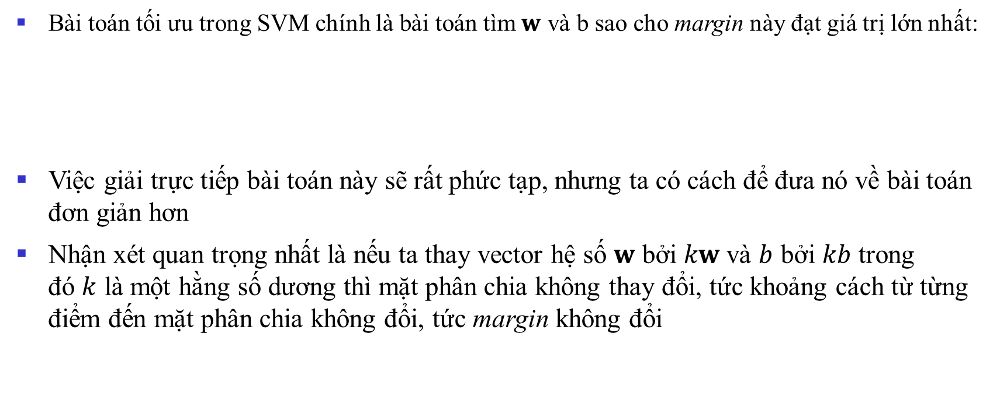 ▪ Bài toán tối ưu trong SVM chính là bài toán tìm w và b sao cho margin này đạt giá trị lớn nhất:
▪ Việc giải trực tiếp bài toán này sẽ rất phức tạp, nhưng ta có cách để đưa nó về bài toán
đơn giản hơn
▪ Nhận xét quan trọng nhất là nếu ta thay vector hệ số w bởi kw và b bởi kb trong
đó k là một hằng số dương thì mặt phân chia không thay đổi, tức khoảng cách từ từng
điểm đến mặt phân chia không đổi, tức margin không đổi